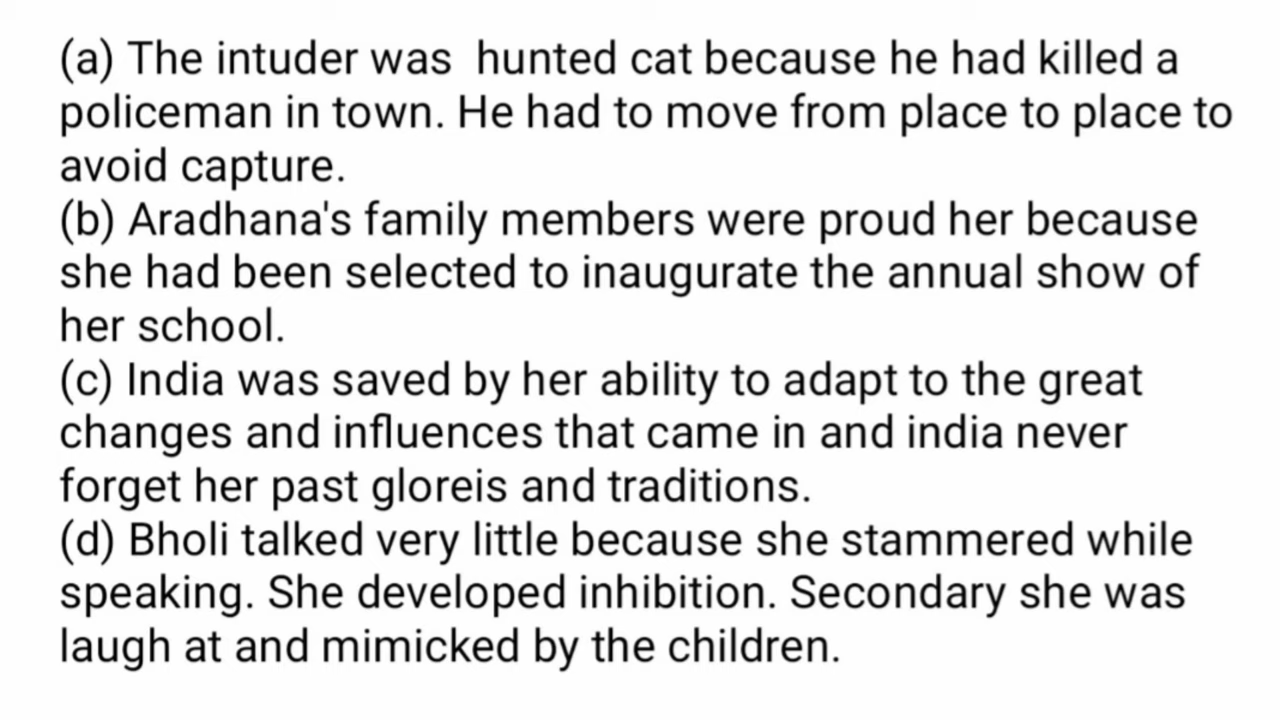 (a) The intuder was  hunted cat because he had killed a
policeman in town. He had to move from place to place to
avoid capture.
(b) Aradhana's family members were proud her because
she had been selected to inaugurate the annual show of
her school.
(c) India was saved by her ability to adapt to the great
changes and influences that came in and india never
forget her past gloreis and traditions.
(d) Bholi talked very little because she stammered while
speaking. She developed inhibition. Secondary she was
laugh at and mimicked by the children.